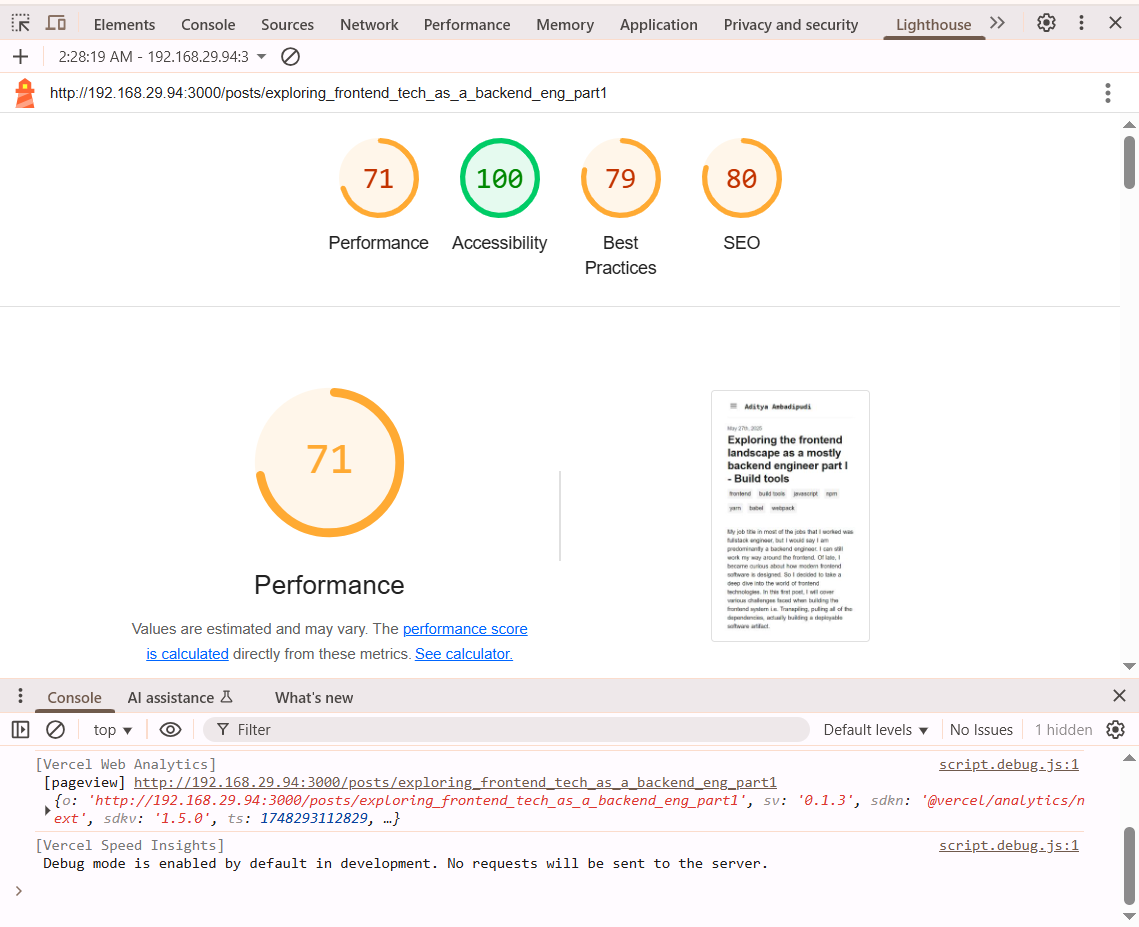 Elements Console Sources Network Performance Memory Application Privacy and security Lighthouse
2:28:19 AM - 192.168.29.94:3
http://192.168.29.94:3000/posts/exploring_frontend_tech_as_a_backend_eng_part1
71 100 79 80
Performance Accessibility Best Practices SEO
71
Performance
Values are estimated and may vary. The performance score
is calculated directly from these metrics. See calculator.
Aditya Ambadipudi
May 27th, 2025
Exploring the frontend
landscape as a mostly
backend engineer part I
- Build tools
frontend build tools javascript npm
yarn babel webpack
My job title in most of the jobs that I worked was
fullstack engineer, but I would say I am
predominantly a backend engineer. I can still
work my way around the frontend. Of late, I
became curious about how modern frontend
software is designed. So I decided to take a
deep dive into the world of frontend
technologies. In this first post, I will cover
various challenges faced when building the
frontend system i.e. Transpiling, pulling all of the
dependencies, actually building a deployable
software artifact.
Console AI assistance What's new
top Filter Default levels No Issues 1 hidden
[Vercel Web Analytics] script.debug.js:1
[pageview] http://192.168.29.94:3000/posts/exploring_frontend_tech_as_a_backend_eng_part1
{o: 'http://192.168.29.94:3000/posts/exploring_frontend_tech_as_a_backend_eng_part1', sv: '0.1.3', sdkn: '@vercel/analytics/n
ext', sdkv: '1.5.0', ts: 1748293112829, …}
[Vercel Speed Insights] script.debug.js:1
Debug mode is enabled by default in development. No requests will be sent to the server.